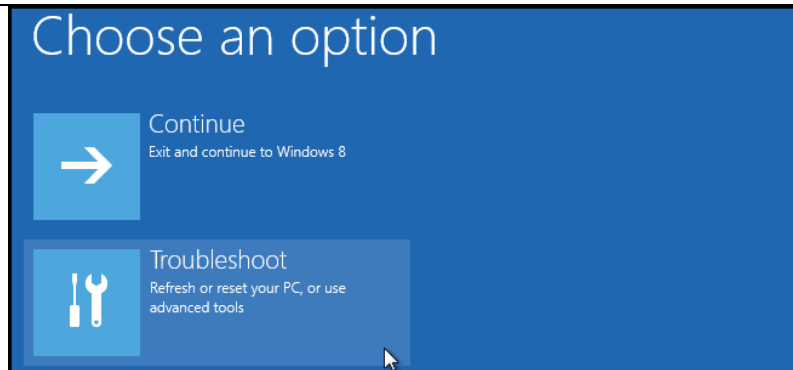 Choose an option
Continue
Exit and continue to Windows 8
Troubleshoot
Refresh or reset your PC, or use
advanced tools